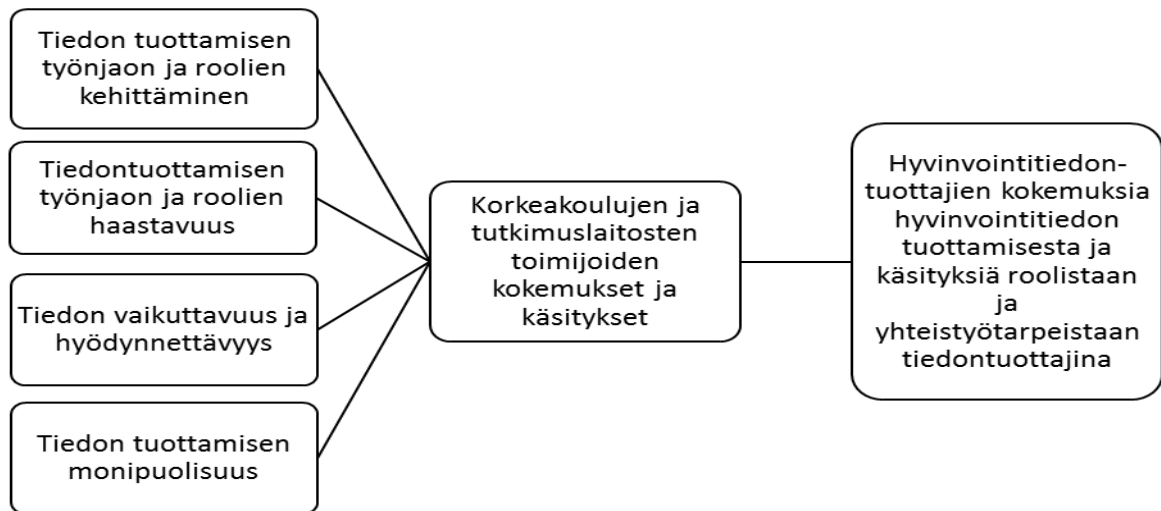 Tiedon tuottamisen
työnjaon ja roolien
kehittäminen
Tiedontuottamisen
työnjaon ja roolien
haastavuus
Tiedon vaikuttavuus ja
hyödynnettävyys
Tiedon tuottamisen
monipuolisuus
Korkeakoulujen ja
tutkimuslaitosten
toimijoiden
kokemukset ja
käsitykset
Hyvinvointitiedon-
tuottajien kokemuksia
hyvinvointitiedon
tuottamisesta ja
käsityksiä roolistaan
ja
yhteistyötarpeistaan
tiedontuottajina